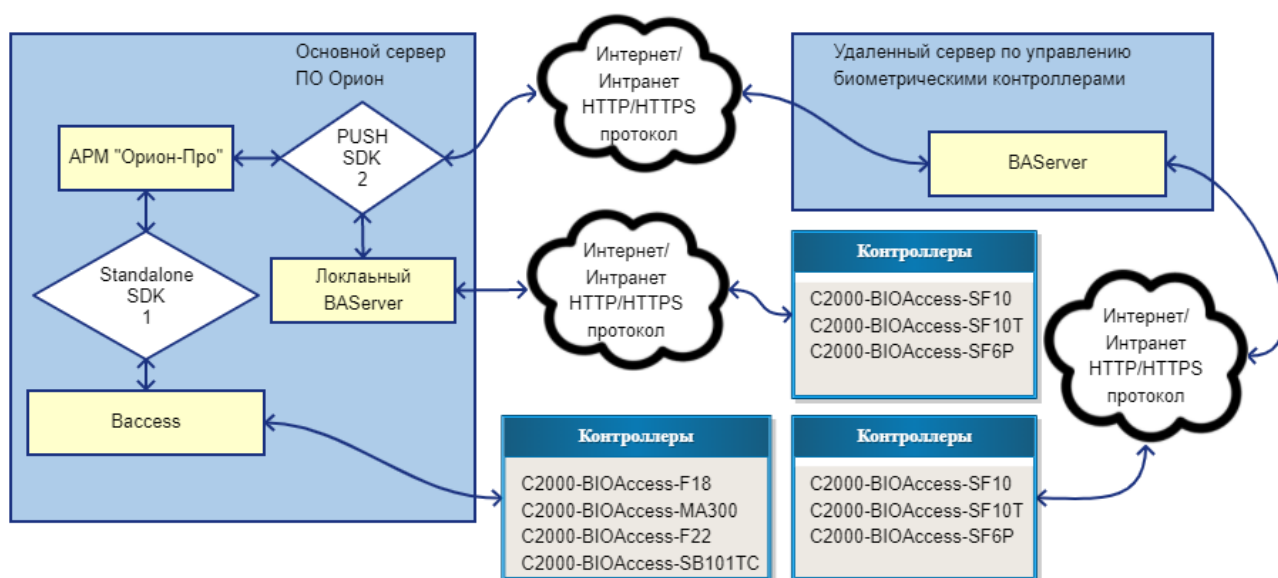 Основной сервер
ПО Орион
АРМ "Орион-Про"
PUSH
SDK
2
Standalone
SDK
1
Локлаьный
BAServer
Baccess
Интернет/
Интранет
HTTP/HTTPS
протокол
Удаленный сервер по управлению
биометрическими контроллерами
BAServer
Интернет/
Интранет
HTTP/HTTPS
протокол
Контроллеры
C2000-BIOAccess-SF10
C2000-BIOAccess-SF10T
C2000-BIOAccess-SF6P
Интернет/
Интранет
HTTP/HTTPS
протокол
Контроллеры
C2000-BIOAccess-F18
C2000-BIOAccess-MA300
C2000-BIOAccess-F22
C2000-BIOAccess-SB101TC
Контроллеры
C2000-BIOAccess-SF10
C2000-BIOAccess-SF10T
C2000-BIOAccess-SF6P